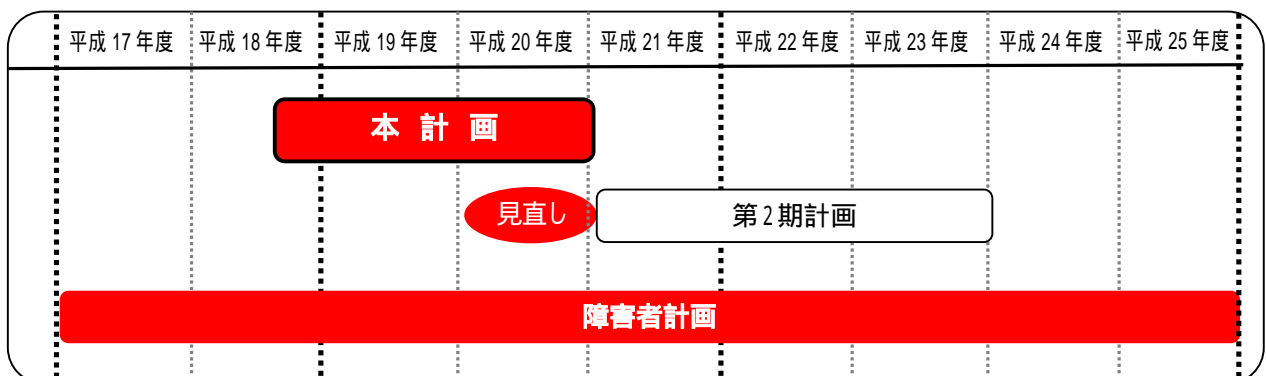 平成 17 年度 平成 18 年度 平成 19 年度 平成 20 年度 平成 21 年度 平成 22 年度 平成 23 年度 平成 24 年度 平成 25 年度
本 計 画
見直し 第2期計画
障害者計画